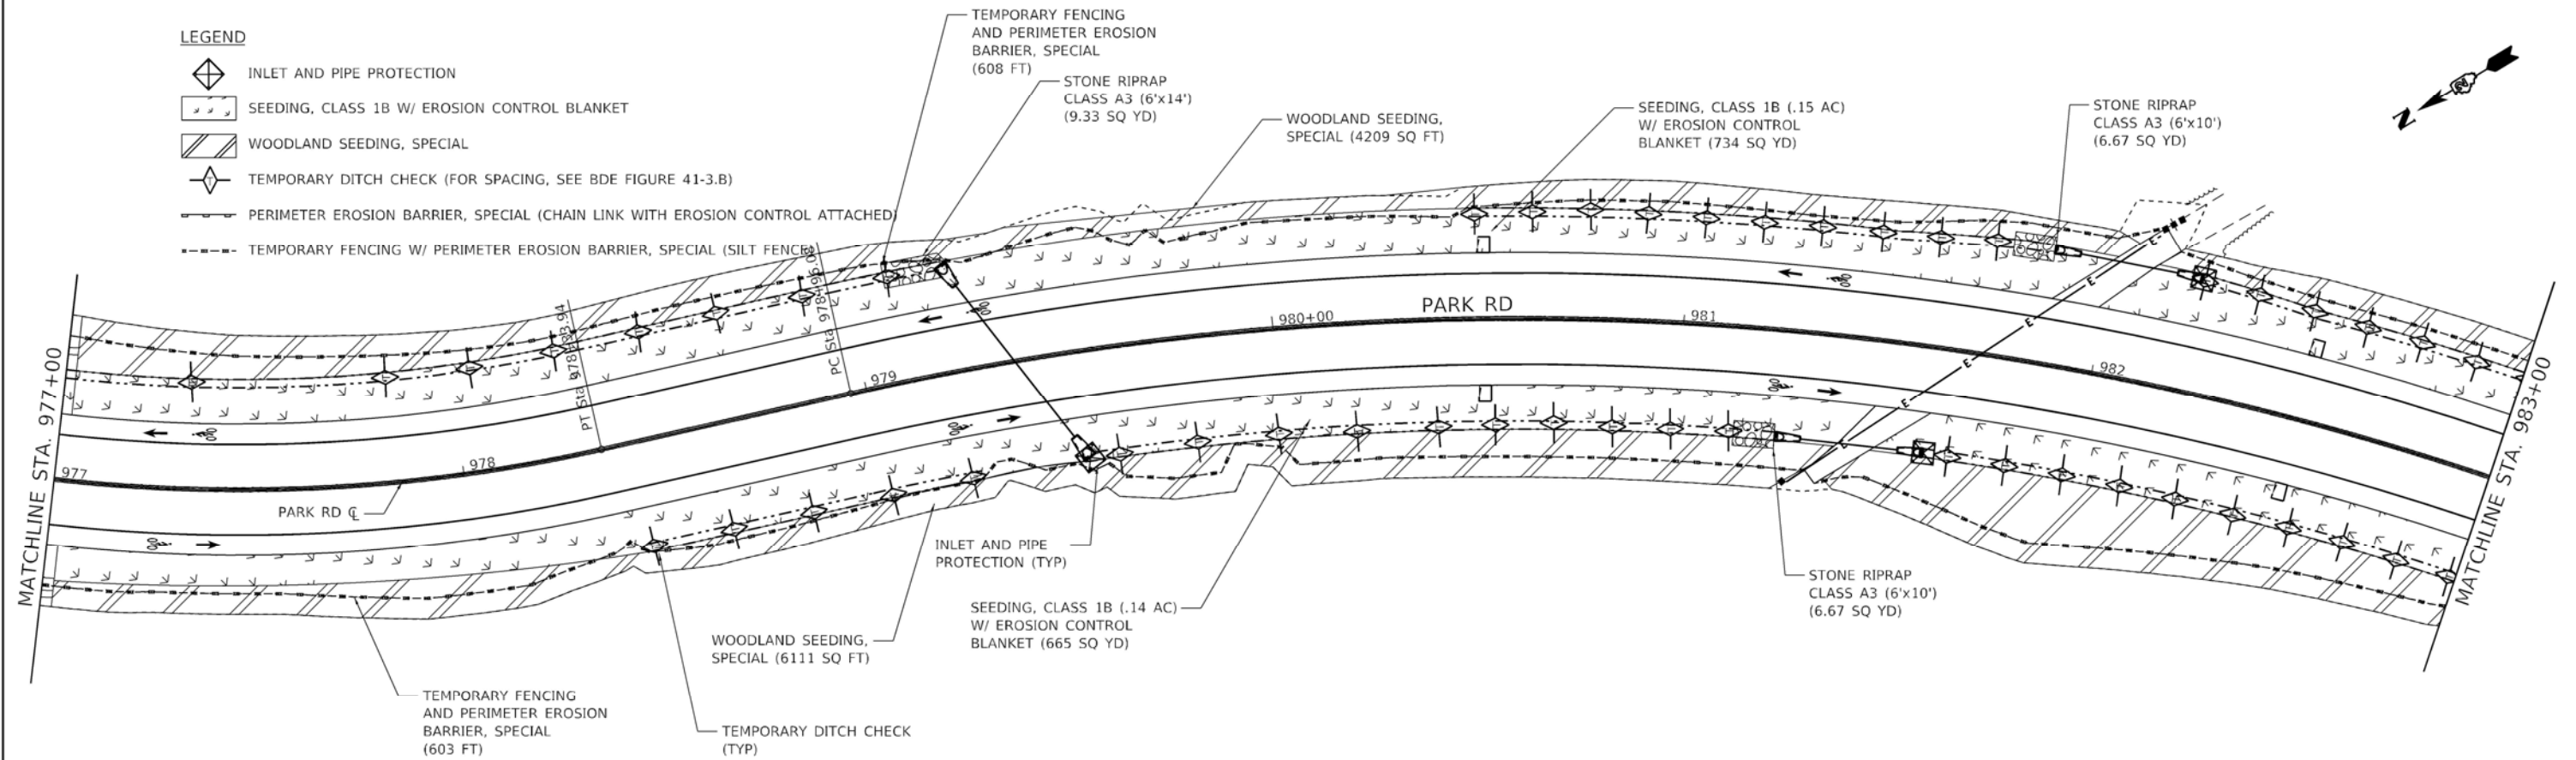 LEGEND
INLET AND PIPE PROTECTION
SEEDING, CLASS 1B W/ EROSION CONTROL BLANKET
WOODLAND SEEDING, SPECIAL
TEMPORARY DITCH CHECK (FOR SPACING, SEE BDE FIGURE 41-3.B)
PERIMETER EROSION BARRIER, SPECIAL (CHAIN LINK WITH EROSION CONTROL ATTACHED)
TEMPORARY FENCING W/ PERIMETER EROSION BARRIER, SPECIAL (SILT FENCE)
TEMPORARY FENCING
AND PERIMETER EROSION
BARRIER, SPECIAL
(608 FT)
STONE RIPRAP
CLASS A3 (6'x14')
(9.33 SQ YD)
WOODLAND SEEDING,
SPECIAL (4209 SQ FT)
SEEDING, CLASS 1B (.15 AC)
W/ EROSION CONTROL
BLANKET (734 SQ YD)
STONE RIPRAP
CLASS A3 (6'x10')
(6.67 SQ YD)
N
MATCHLINE STA. 977+00
977
978
PT Sta
PC Sta
979
980+00
PARK RD
981
982
E
E
E
E
E
MATCHLINE STA. 983+00
PARK RD ℄
INLET AND PIPE
PROTECTION (TYP)
SEEDING, CLASS 1B (.14 AC)
W/ EROSION CONTROL
BLANKET (665 SQ YD)
STONE RIPRAP
CLASS A3 (6'x10')
(6.67 SQ YD)
WOODLAND SEEDING,
SPECIAL (6111 SQ FT)
TEMPORARY FENCING
AND PERIMETER EROSION
BARRIER, SPECIAL
(603 FT)
TEMPORARY DITCH CHECK
(TYP)